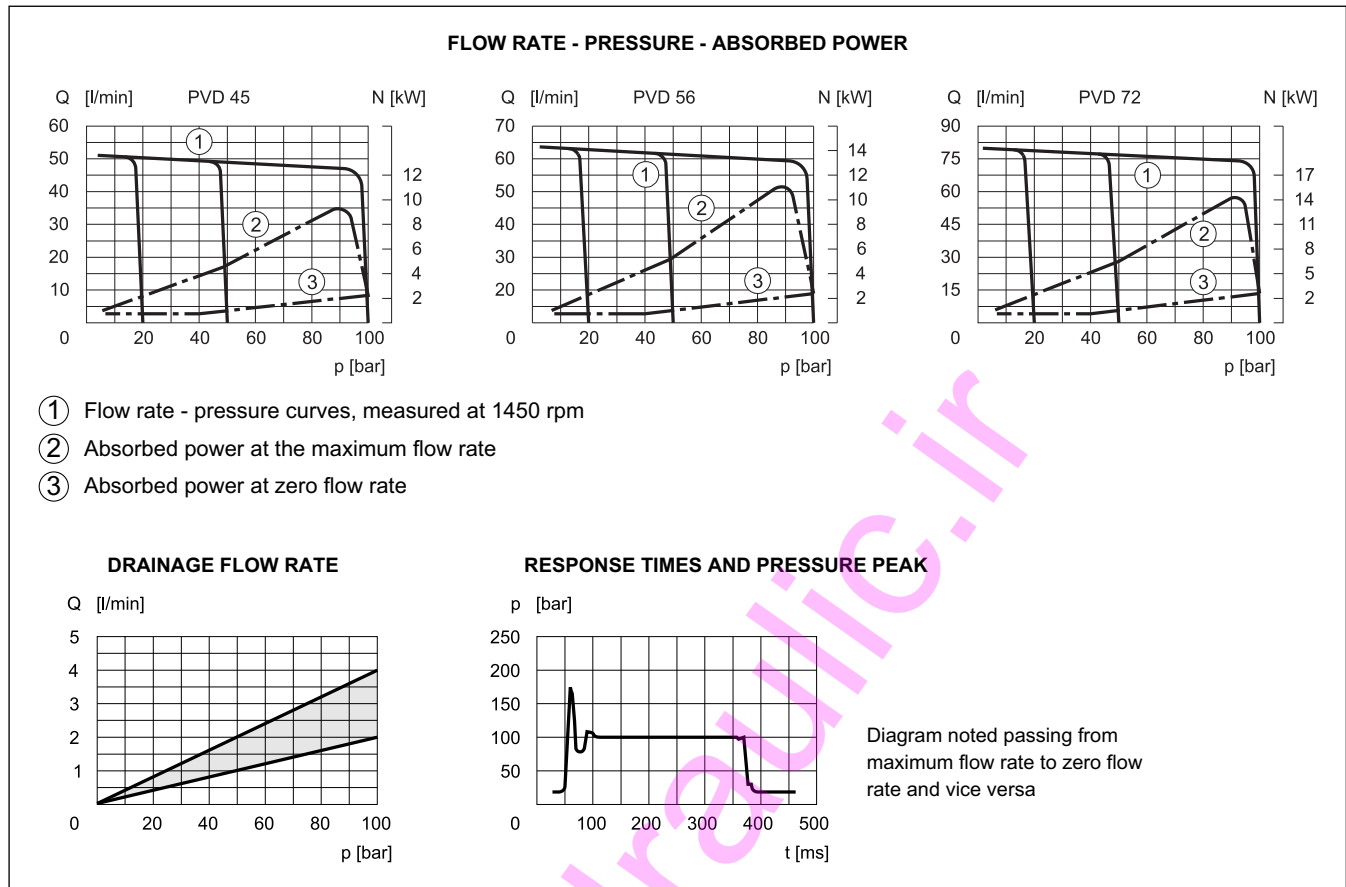 FLOW RATE - PRESSURE - ABSORBED POWER
Q [l/min] PVD 45 N [kW]
60
50
40
30
20
10
0 20 40 60 80 100
12
10
8
6
4
2
p [bar]
1
2
3
Q [l/min] PVD 56 N [kW]
70
60
50
40
30
20
0 20 40 60 80 100
14
12
10
8
6
4
2
p [bar]
1
2
3
Q [l/min] PVD 72 N [kW]
90
75
60
45
30
15
0 20 40 60 80 100
17
14
11
8
5
2
p [bar]
1
2
3
1 Flow rate - pressure curves, measured at 1450 rpm
2 Absorbed power at the maximum flow rate
3 Absorbed power at zero flow rate
DRAINAGE FLOW RATE
Q [l/min]
5
4
3
2
1
0 20 40 60 80 100
p [bar]
RESPONSE TIMES AND PRESSURE PEAK
p [bar]
250
200
150
100
50
0 100 200 300 400 500
t [ms]
Diagram noted passing from
maximum flow rate to zero flow
rate and vice versa
draulic.ir